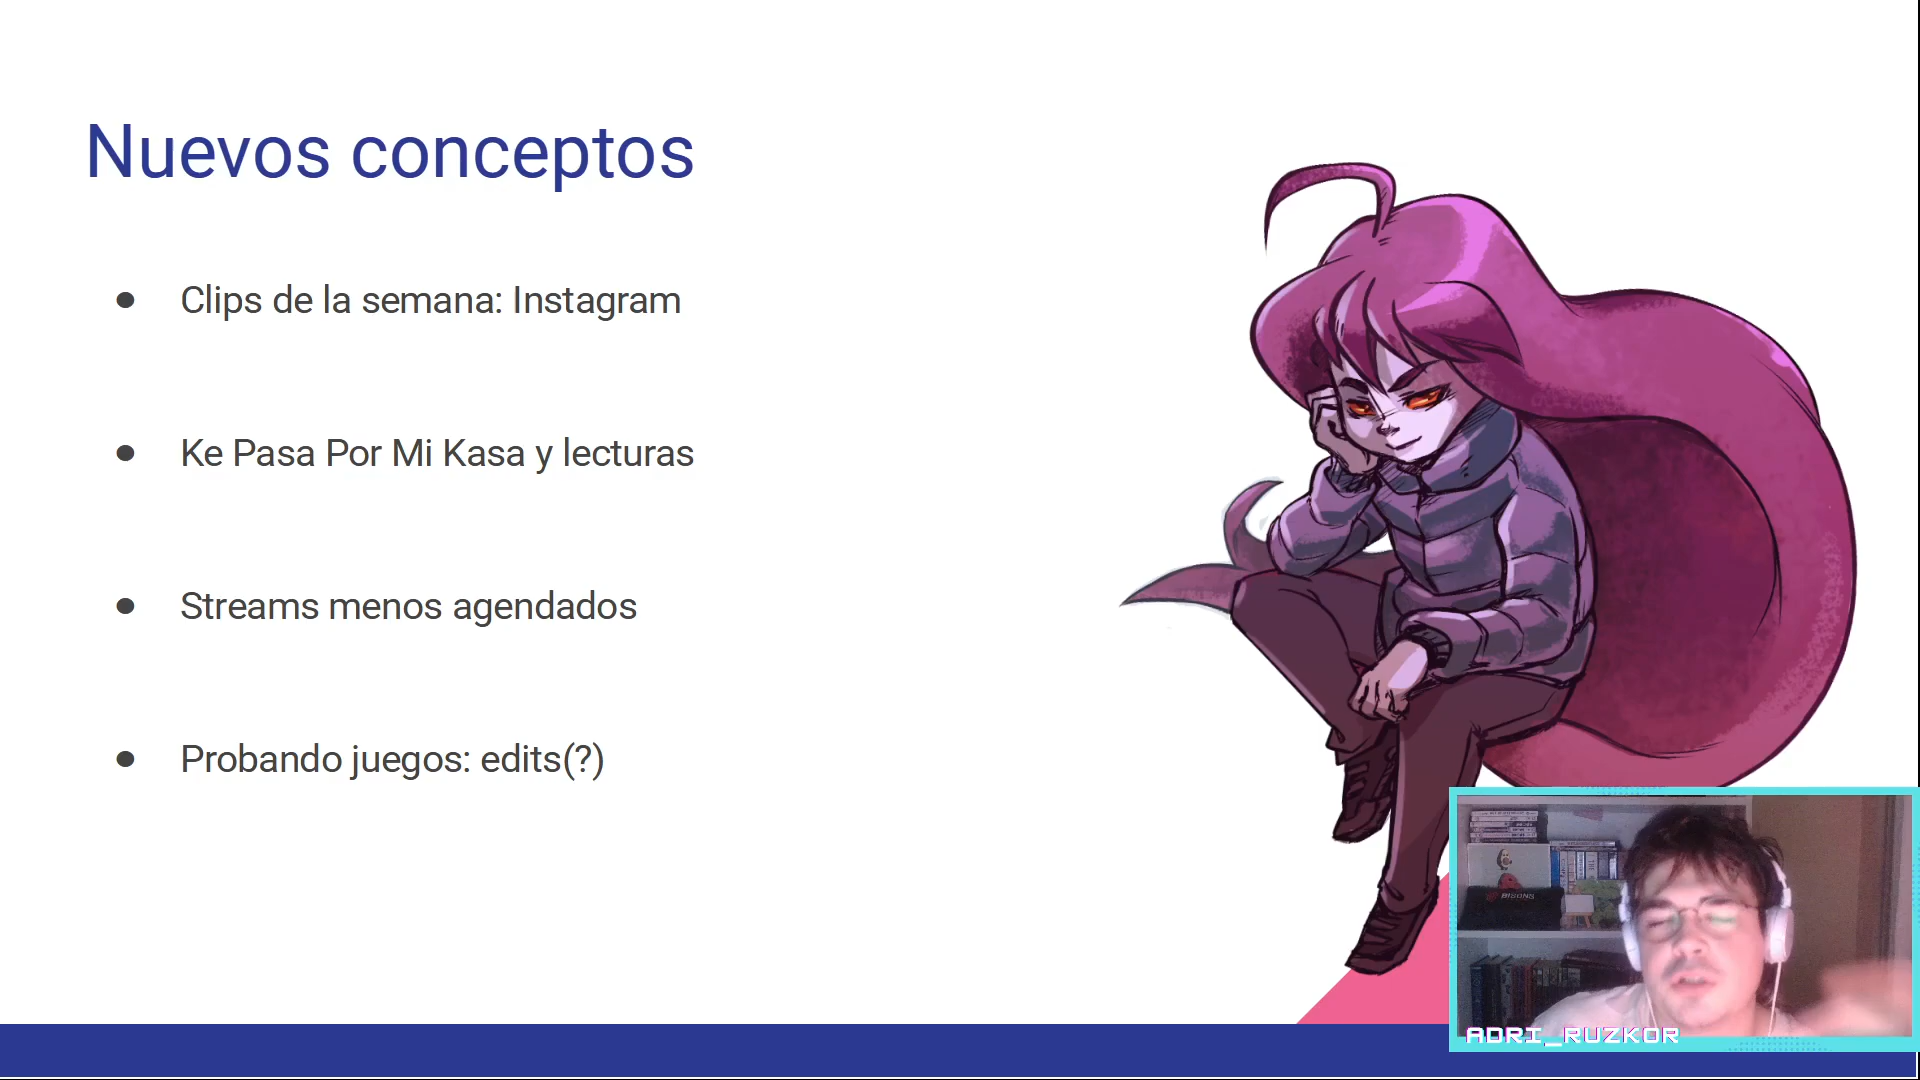 Nuevos conceptos
● Clips de la semana: Instagram
● Ke Pasa Por Mi Kasa y lecturas
● Streams menos agendados
● Probando juegos: edits(?)
BISONS
ADRI_RUZKOR